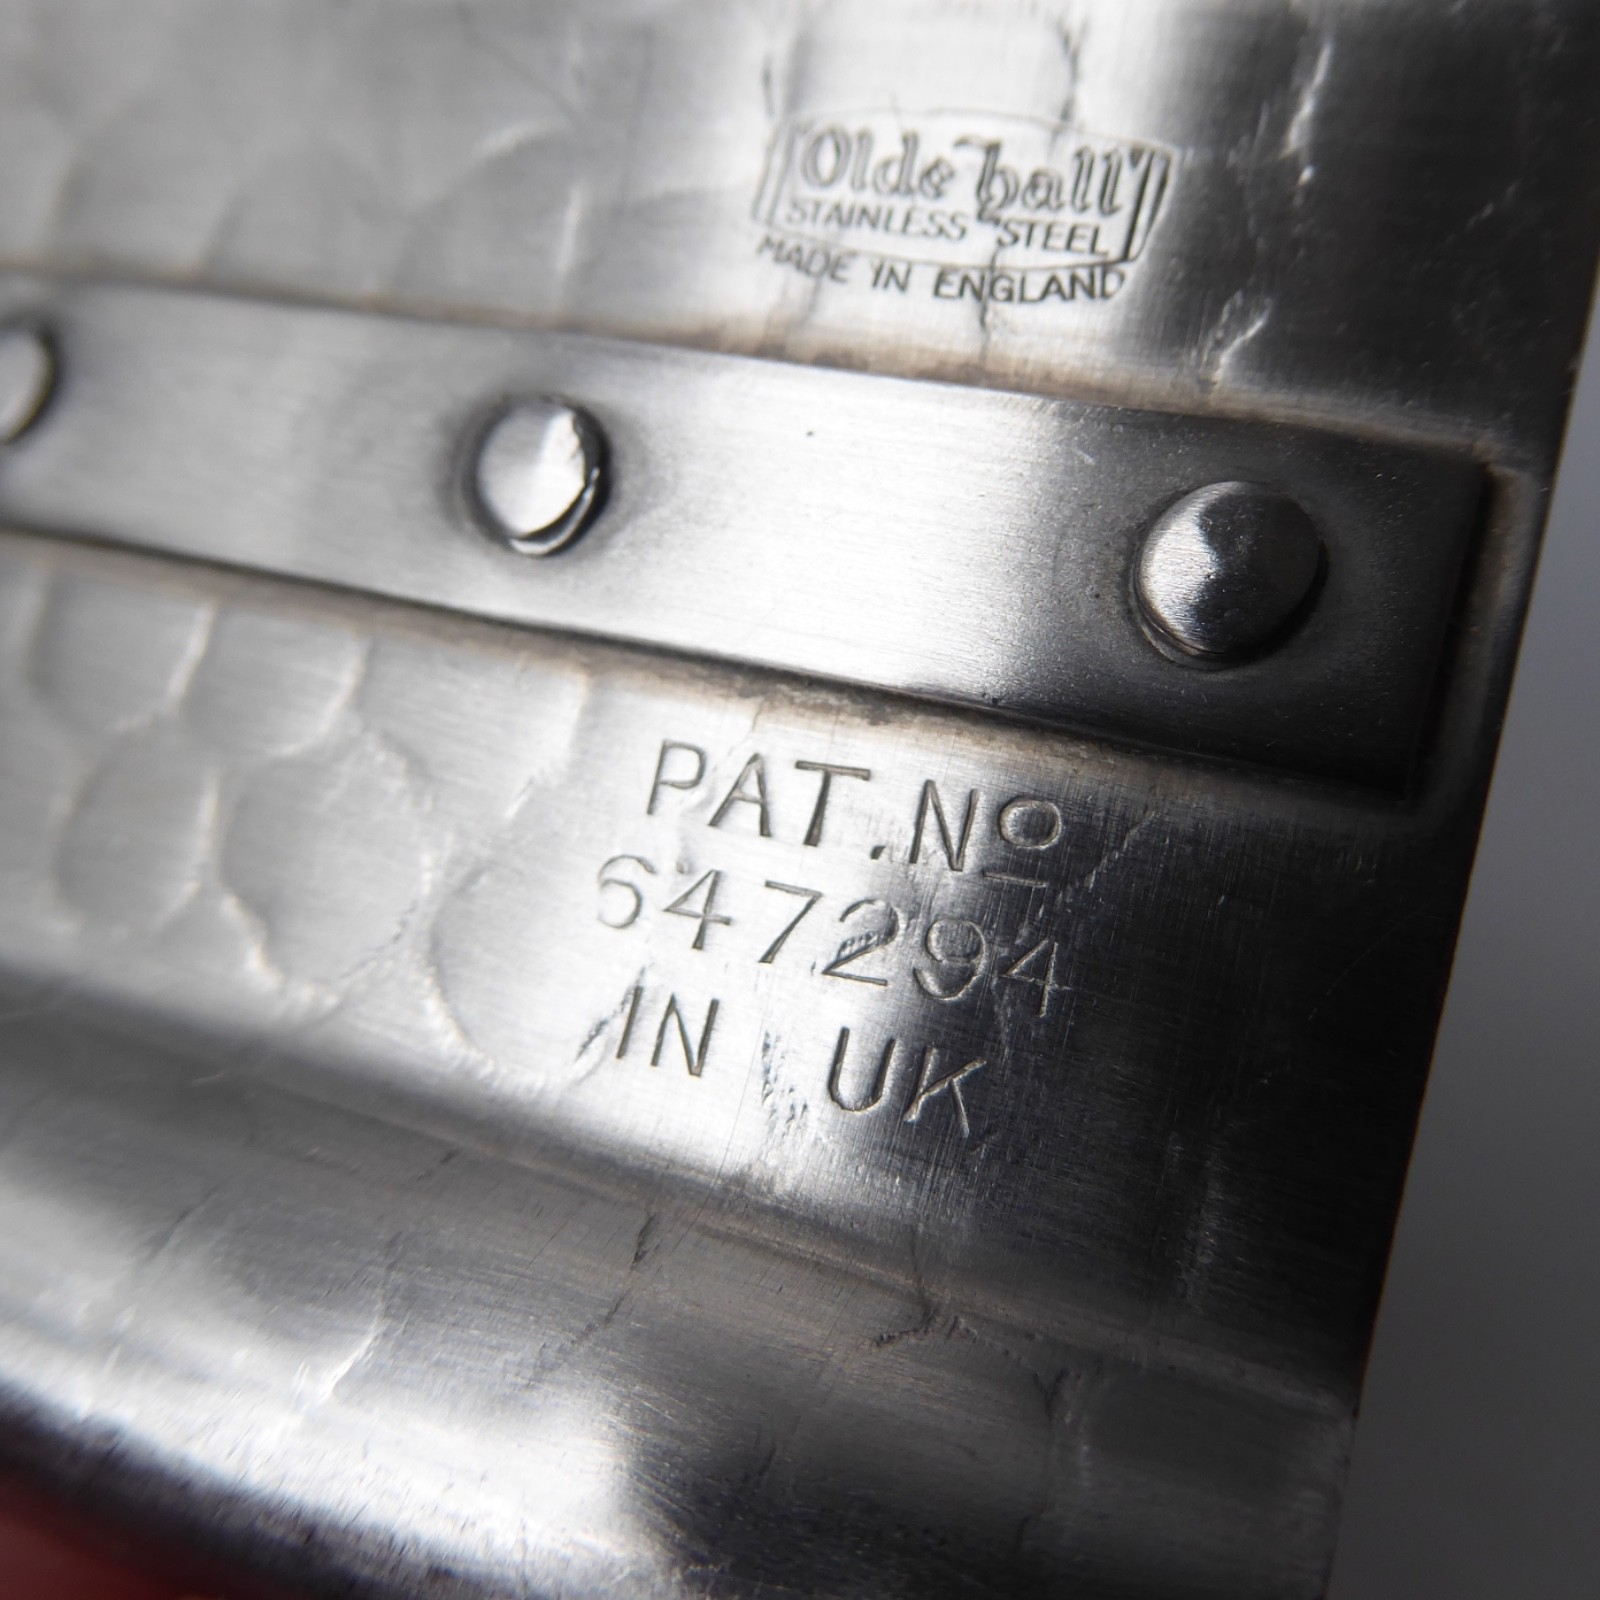 Olde hall
STAINLESS STEEL
MADE IN ENGLAND
PAT. Nº
647294
IN UK